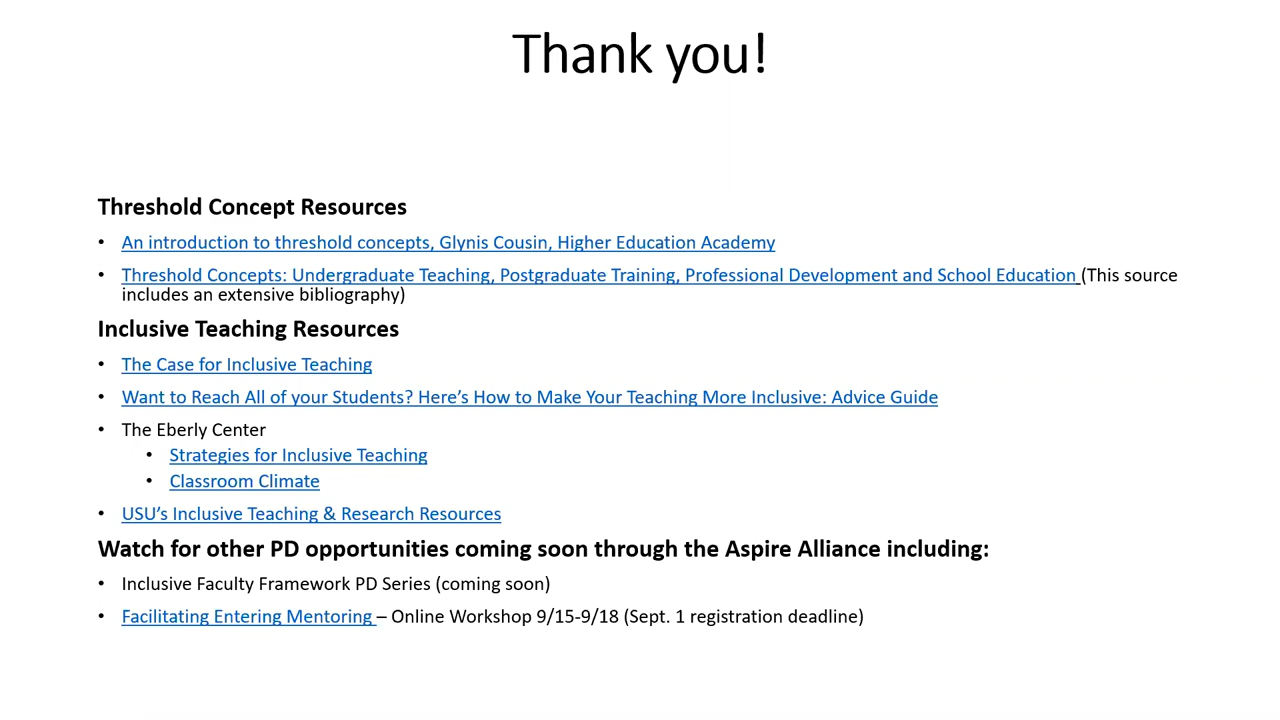 Thank you!
Threshold Concept Resources
• An introduction to threshold concepts, Glynis Cousin, Higher Education Academy
• Threshold Concepts: Undergraduate Teaching, Postgraduate Training, Professional Development and School Education (This source
includes an extensive bibliography)
Inclusive Teaching Resources
• The Case for Inclusive Teaching
• Want to Reach All of your Students? Here’s How to Make Your Teaching More Inclusive: Advice Guide
• The Eberly Center
• Strategies for Inclusive Teaching
• Classroom Climate
• USU’s Inclusive Teaching & Research Resources
Watch for other PD opportunities coming soon through the Aspire Alliance including:
• Inclusive Faculty Framework PD Series (coming soon)
• Facilitating Entering Mentoring – Online Workshop 9/15-9/18 (Sept. 1 registration deadline)